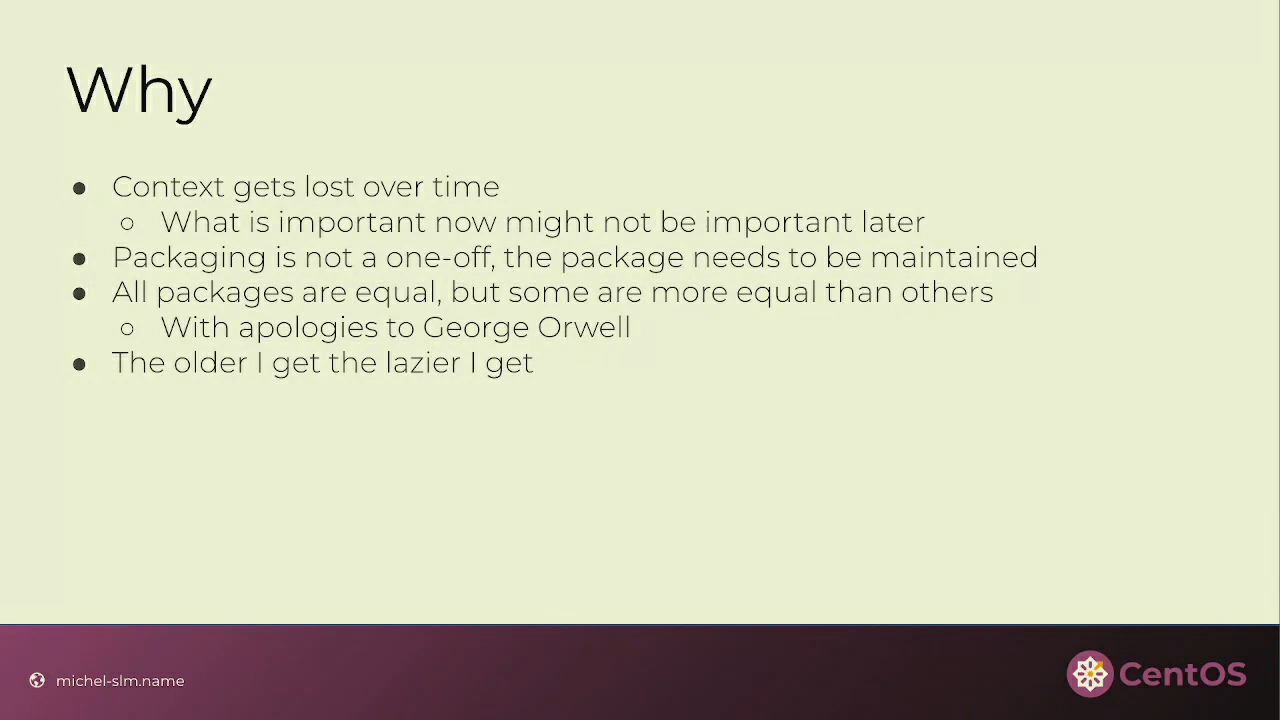 Why
● Context gets lost over time
○ What is important now might not be important later
● Packaging is not a one-off, the package needs to be maintained
● All packages are equal, but some are more equal than others
○ With apologies to George Orwell
● The older I get the lazier I get
michel-slm.name
CentOS